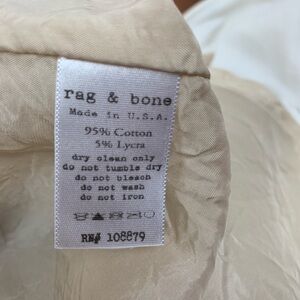 rag & bone
Made in U.S.A.
95% Cotton
5% Lycra
dry clean only
do not tumble dry
do not bleach
do not wash
do not iron
RN# 108879